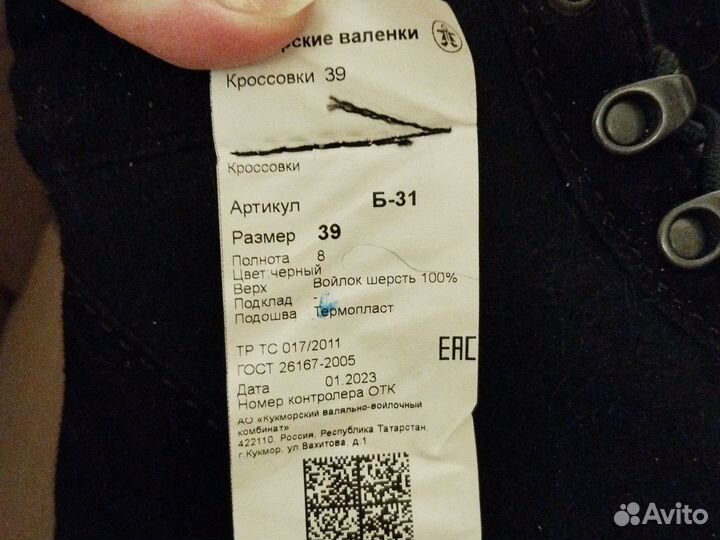 рские валенки
Кроссовки 39
Кроссовки
Артикул Б-31
Размер 39
Полнота 8
Цвет черный
Верх Войлок шерсть 100%
Подклад -
Подошва Термопласт
ТР ТС 017/2011
ГОСТ 26167-2005
Дата 01.2023
Номер контролера ОТК
АО «Кукморский валяльно-войлочный
комбинат»
422110, Россия, Республика Татарстан,
г.Кукмор, ул.Вахитова, д.1
EAC
Avito